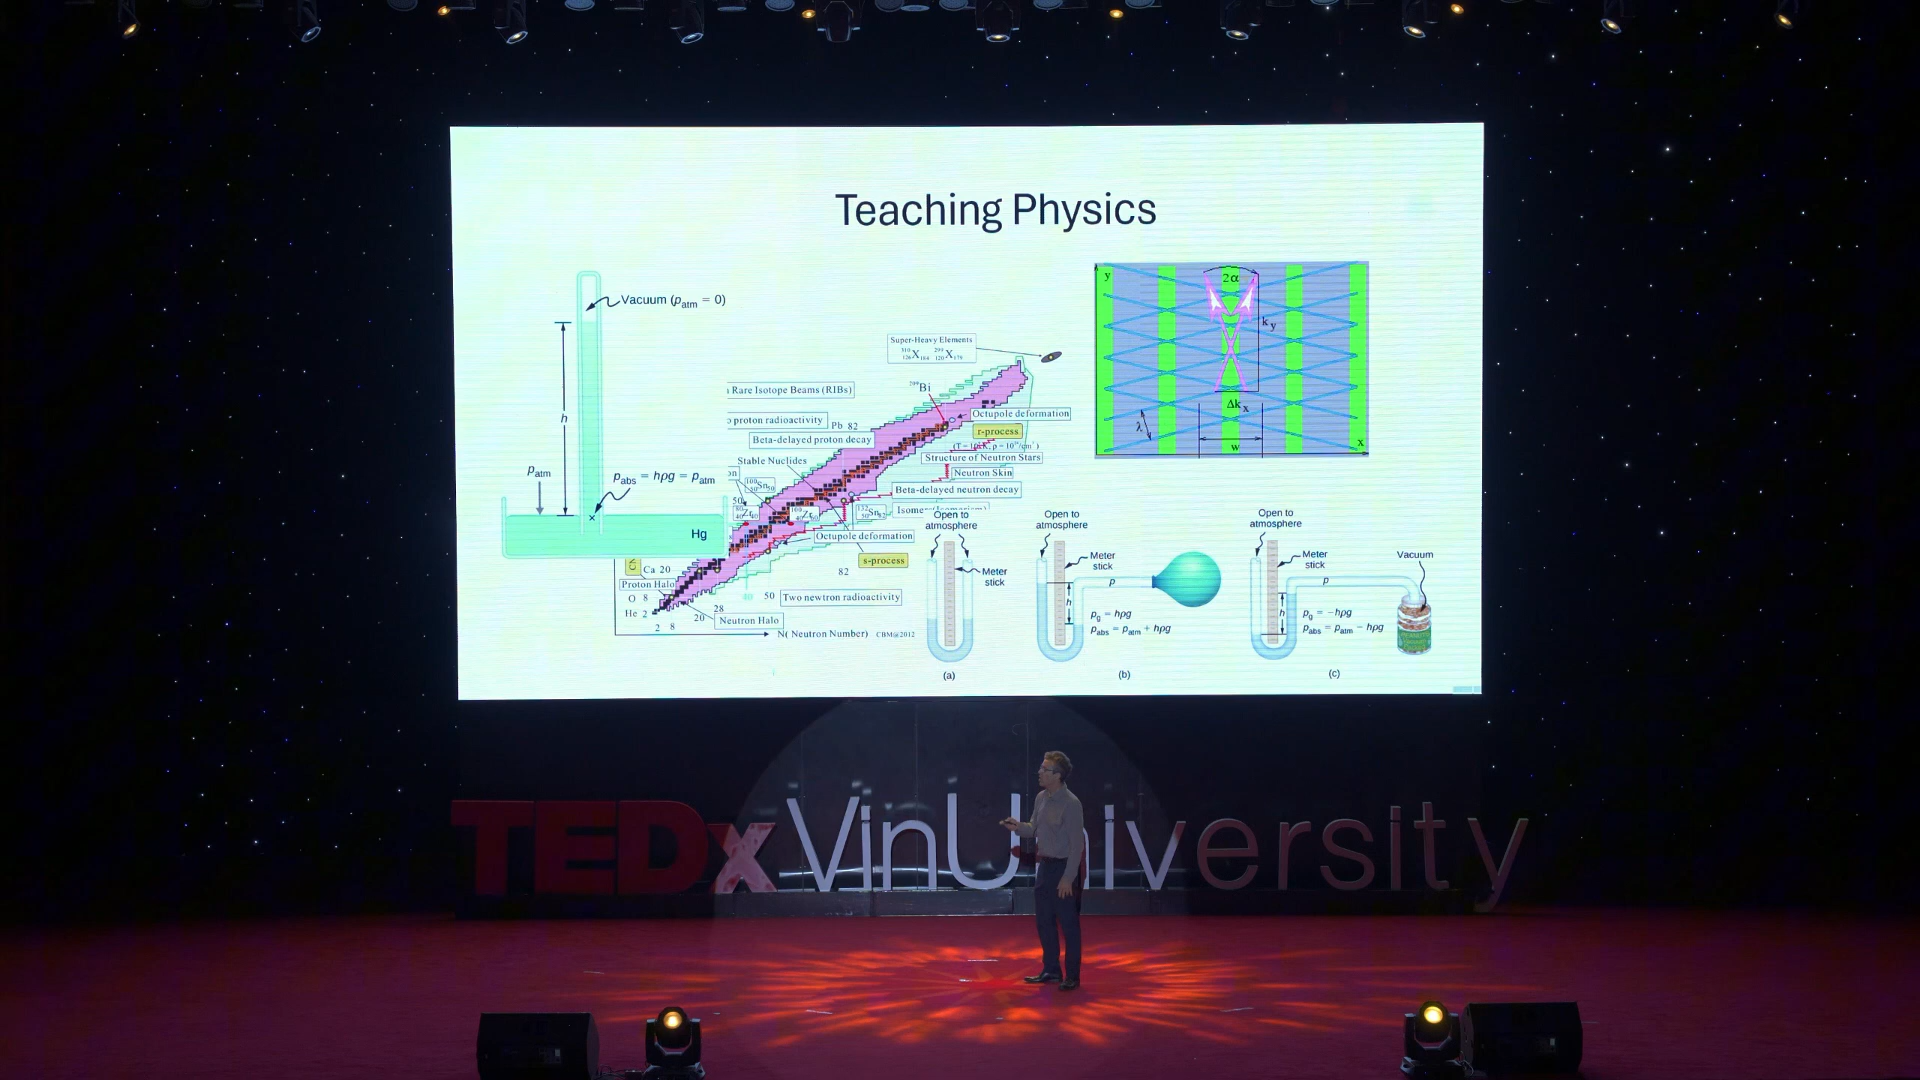 Teaching Physics
Vacuum (patm = 0)
h
patm
pabs = hρg = patm
Hg
Super-Heavy Elements
Rare Isotope Beams (RIBs)
209Bi
proton radioactivity
Pb 82
Octupole deformation
r-process
Beta-delayed proton decay
Structure of Neutron Stars
Stable Nuclides
Neutron Skin
Beta-delayed neutron decay
50
Octupole deformation
s-process
82
Ca 20
Proton Halo
O 8
He 2
2 8
20
28
50
Two newtron radioactivity
Neutron Halo
N( Neutron Number)
CBM@2012
y
2α
ky
Δkx
λ
w
x
Open to
atmosphere
Meter
stick
(a)
Open to
atmosphere
Meter
stick
p
h
pg = hρg
pabs = patm + hρg
(b)
Open to
atmosphere
Meter
stick
Vacuum
p
h
pg = −hρg
pabs = patm − hρg
(c)
TEDxVinUniversity